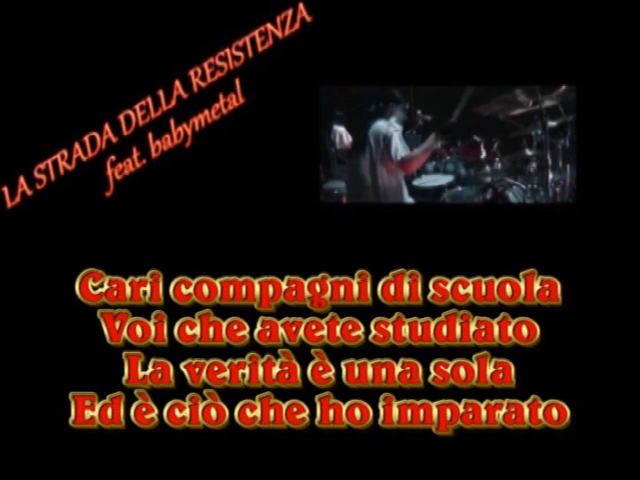 LA STRADA DELLA RESISTENZA
feat. babymetal
Cari compagni di scuola
Voi che avete studiato
La verità è una sola
Ed è ciò che ho imparato